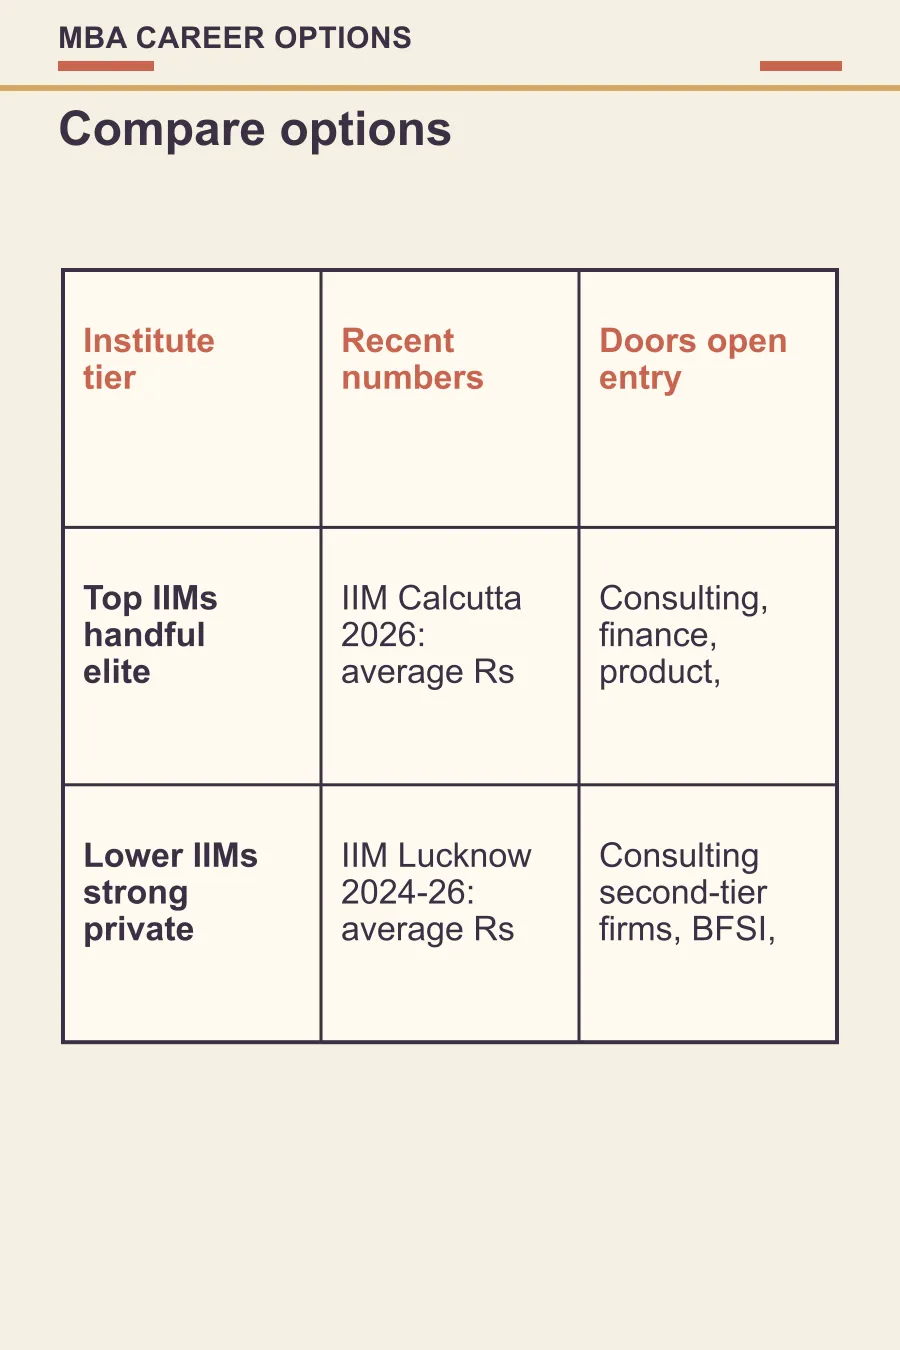 MBA CAREER OPTIONS
Compare options
Institute
tier
Recent
numbers
Doors open
entry
Top IIMs
handful
elite
IIM Calcutta
2026:
average Rs
Consulting,
finance,
product,
Lower IIMs
strong
private
IIM Lucknow
2024-26:
average Rs
Consulting
second-tier
firms, BFSI,